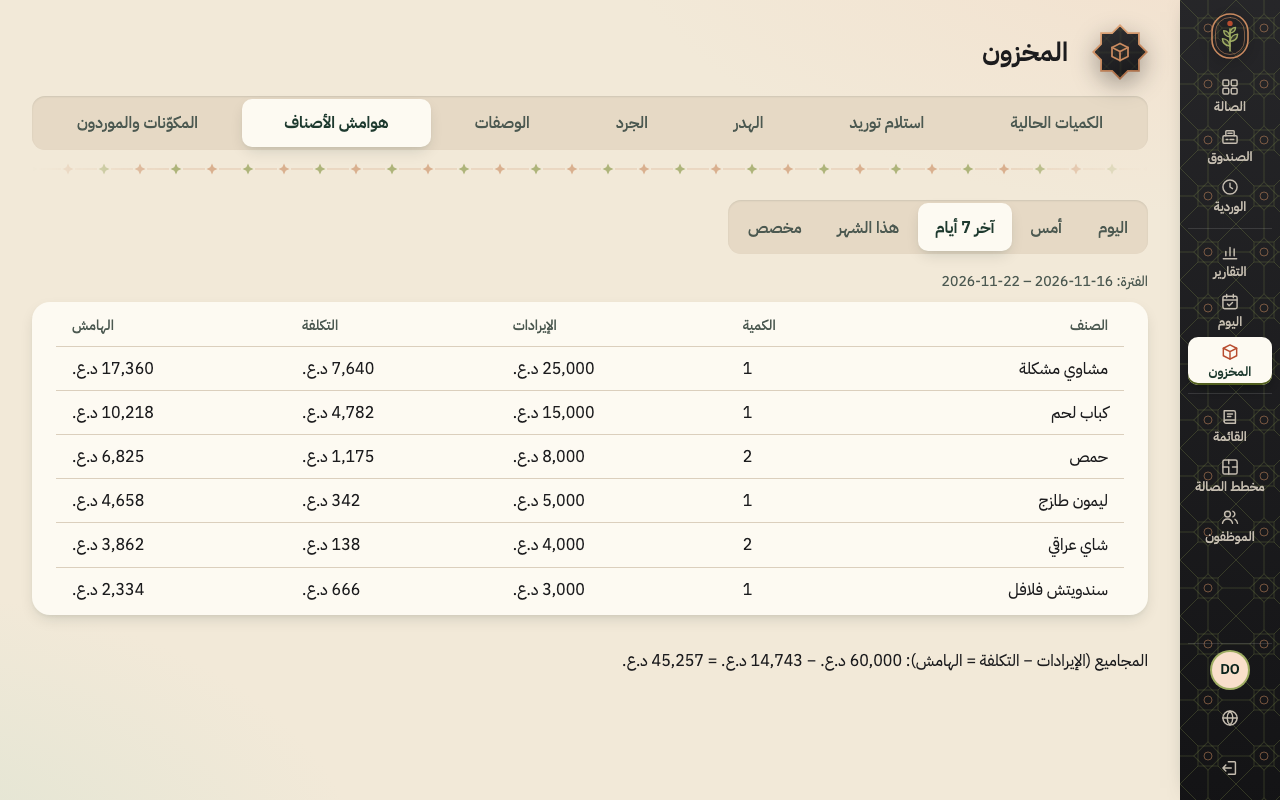 المخزون
الكميات الحالية استلام توريد الهدر الجرد الوصفات هوامش الأصناف المكوّنات والموردون
اليوم أمس آخر 7 أيام هذا الشهر مخصص
الفترة: 16-11-2026 – 22-11-2026
الصنف الكمية الإيرادات التكلفة الهامش
مشاوي مشكلة 1 25,000 د.ع. 7,640 د.ع. 17,360 د.ع.
كباب لحم 1 15,000 د.ع. 4,782 د.ع. 10,218 د.ع.
حمص 2 8,000 د.ع. 1,175 د.ع. 6,825 د.ع.
ليمون طازج 1 5,000 د.ع. 342 د.ع. 4,658 د.ع.
شاي عراقي 2 4,000 د.ع. 138 د.ع. 3,862 د.ع.
سندويتش فلافل 1 3,000 د.ع. 666 د.ع. 2,334 د.ع.
المجاميع (الإيرادات − التكلفة = الهامش): 60,000 د.ع. − 14,743 د.ع. = 45,257 د.ع.
الصالة
الصندوق
الوردية
التقارير
اليوم
المخزون
القائمة
مخطط الصالة
الموظفون
DO